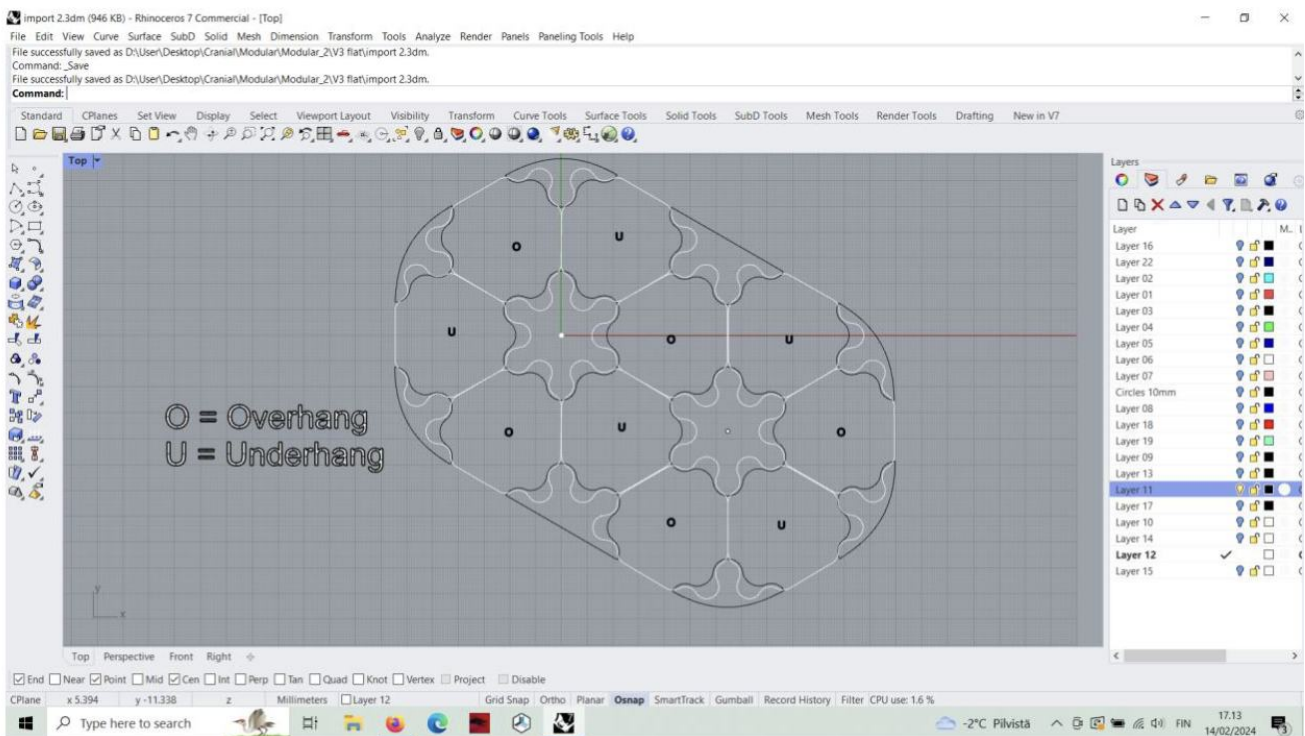 import 2.3dm (946 KB) - Rhinoceros 7 Commercial - [Top]
File Edit View Curve Surface SubD Solid Mesh Dimension Transform Tools Analyze Render Panels Paneling Tools Help
File successfully saved as D:\User\Desktop\Cranial\Modular\Modular_2\V3 flat\import 2.3dm.
Command: _Save
File successfully saved as D:\User\Desktop\Cranial\Modular\Modular_2\V3 flat\import 2.3dm.
Command:
Standard CPlanes Set View Display Select Viewport Layout Visibility Transform Curve Tools Surface Tools Solid Tools SubD Tools Mesh Tools Render Tools Drafting New in V7
Top
Layers
Layer M.
Layer 16
Layer 22
Layer 02
Layer 01
Layer 03
Layer 04
Layer 05
Layer 06
Layer 07
Circles 10mm
Layer 08
Layer 18
Layer 19
Layer 09
Layer 13
Layer 11
Layer 17
Layer 10
Layer 14
Layer 12
Layer 15
O U
U O U
O U O
O U
O = Overhang
U = Underhang
y
x
Top Perspective Front Right
End Near Point Mid Cen Int Perp Tan Quad Knot Vertex Project Disable
CPlane x 5.394 y -11.338 z Millimeters Layer 12 Grid Snap Ortho Planar Osnap SmartTrack Gumball Record History Filter CPU use: 1.6 %
Type here to search -2°C Pilvistä FIN 17.13
14/02/2024